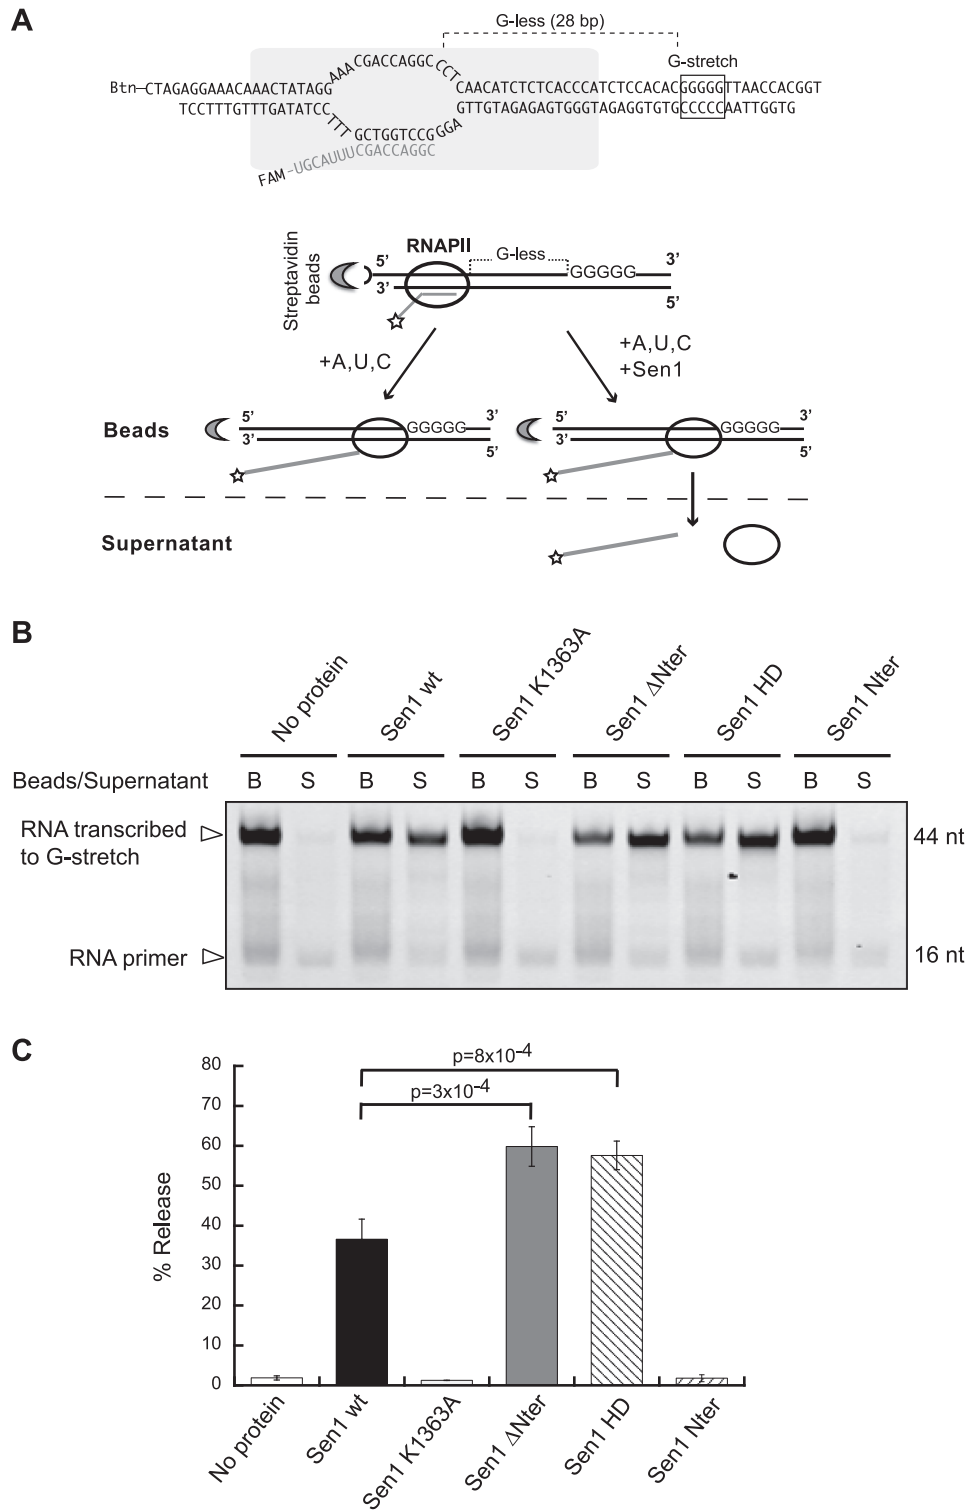 A
G-less (28 bp)
G-stretch
AAACGACCAGGCCCT
Btn–CTAGAGGAAACAAACTATAGG
CAACATCTCTCACCCATCTCCACACGGGGGTTAACCACGGT
TCCTTTGTTTGATATCC
GTTGTAGAGAGTGGGTAGAGGTGTGCCCCCAATTGGTG
TTTGCTGGTCCGGGA
FAM-UGCAUUUCGACCAGGC
Streptavidin
beads
RNAPII
G-less
5’
3’
GGGGG
3’
5’
+A,U,C
+A,U,C
+Sen1
Beads
5’
3’
GGGGG
3’
5’
5’
3’
GGGGG
3’
5’
Supernatant
B
No protein
Sen1 wt
Sen1 K1363A
Sen1 ΔNter
Sen1 HD
Sen1 Nter
Beads/Supernatant B S B S B S B S B S B S
RNA transcribed
to G-stretch
44 nt
RNA primer
16 nt
C
% Release
80
70
60
50
40
30
20
10
0
p=8x10-4
p=3x10-4
No protein
Sen1 wt
Sen1 K1363A
Sen1 ΔNter
Sen1 HD
Sen1 Nter